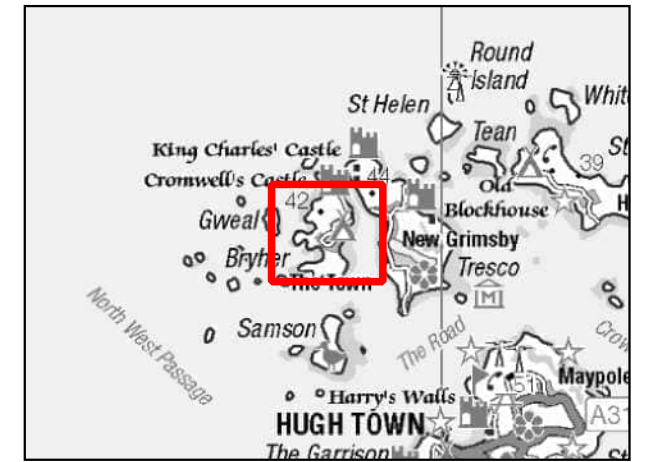 Round
Island
St Helen
Whit
Tean
King Charles' Castle
39
St
Cromwell's Castle
44
Old
42
Blockhouse
H
Gweal
New Grimsby
Bryher
Tresco
The Town
North West Passage
Samson
The Road
Crow
Maypole
51
Harry's Walls
A31
HUGH TOWN
The Garrison
St